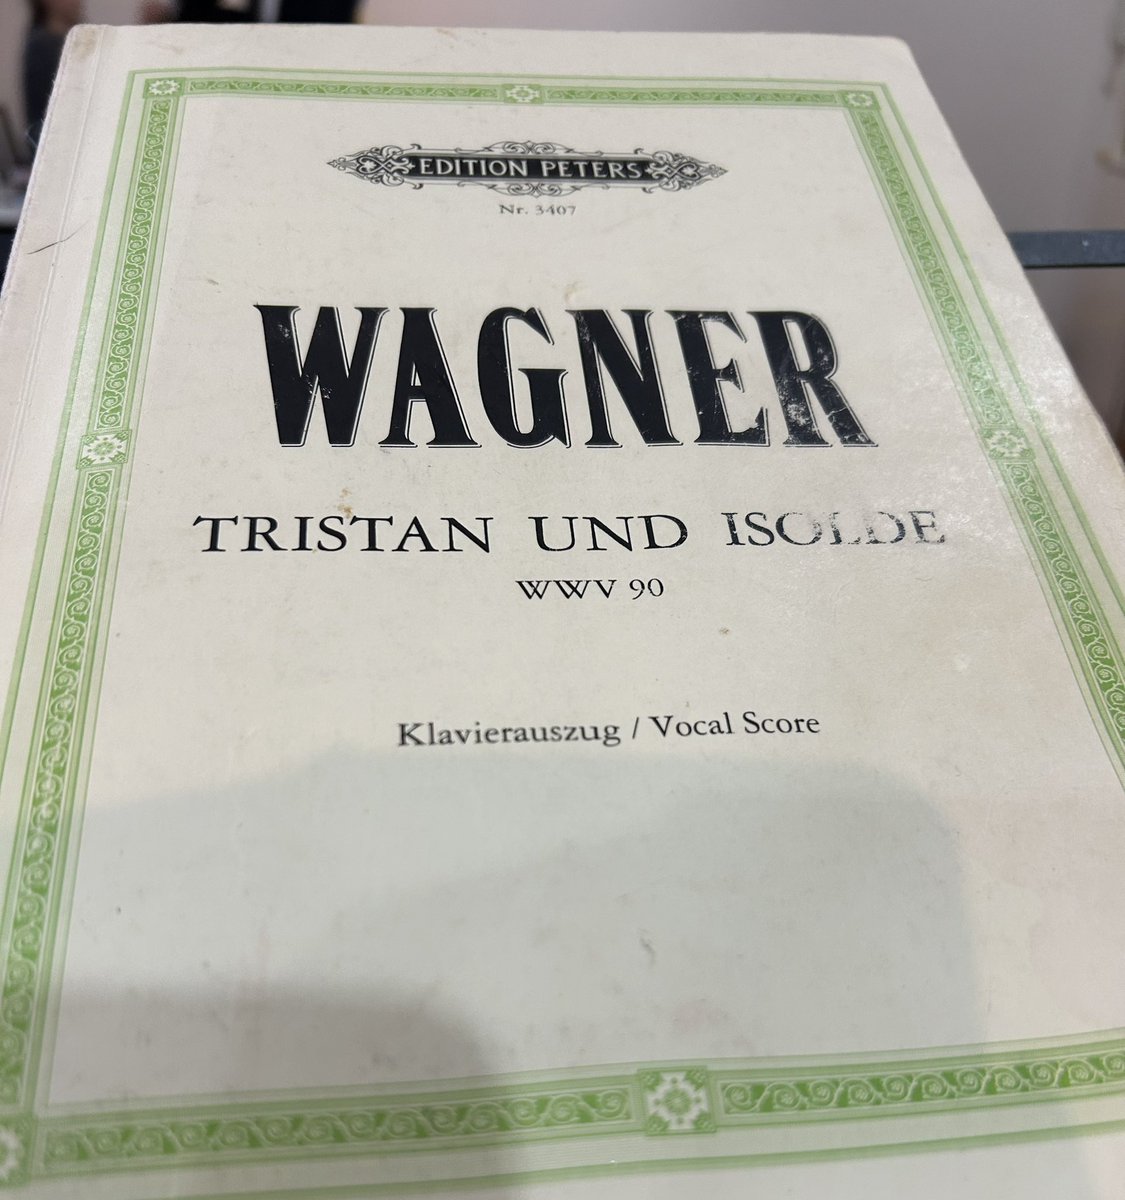 EDITION PETERS
Nr. 3407
WAGNER
TRISTAN UND ISOLDE
WWV 90
Klavierauszug / Vocal Score